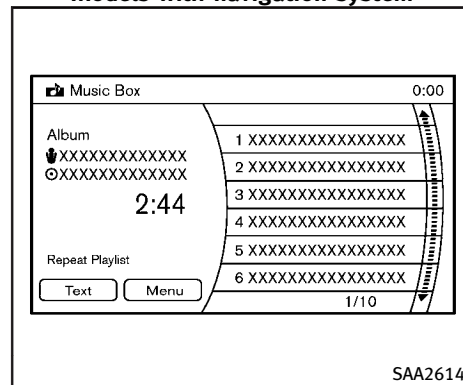 Models with navigation system
Music Box 0:00
Album
XXXXXXXXXXXXX
XXXXXXXXXXXXX
2:44
Repeat Playlist
Text Menu
1 XXXXXXXXXXXXXXXX
2 XXXXXXXXXXXXXXXX
3 XXXXXXXXXXXXXXXX
4 XXXXXXXXXXXXXXXX
5 XXXXXXXXXXXXXXXX
6 XXXXXXXXXXXXXXXX
1/10
SAA2614